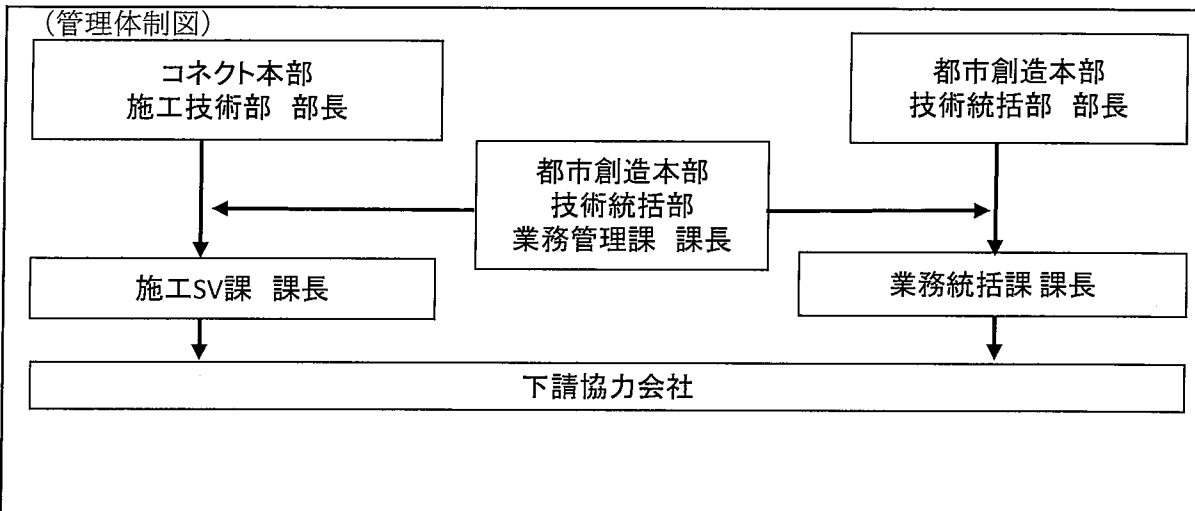 （管理体制図）
コネクト本部
施工技術部　部長
都市創造本部
技術統括部　部長
都市創造本部
技術統括部
業務管理課　課長
施工SV課　課長
業務統括課 課長
下請協力会社